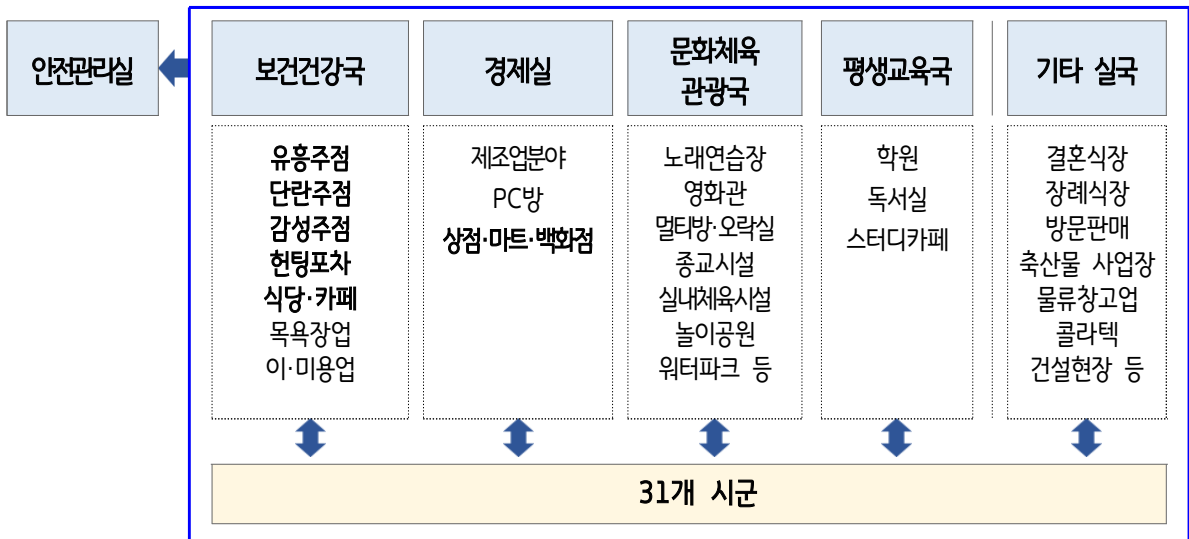 안전관리실
보건건강국
유흥주점
단란주점
감성주점
헌팅포차
식당·카페
목욕장업
이·미용업
경제실
제조업분야
PC방
상점·마트·백화점
문화체육
관광국
노래연습장
영화관
멀티방·오락실
종교시설
실내체육시설
놀이공원
워터파크 등
평생교육국
학원
독서실
스터디카페
기타 실국
결혼식장
장례식장
방문판매
축산물 사업장
물류창고업
콜라텍
건설현장 등
31개 시군